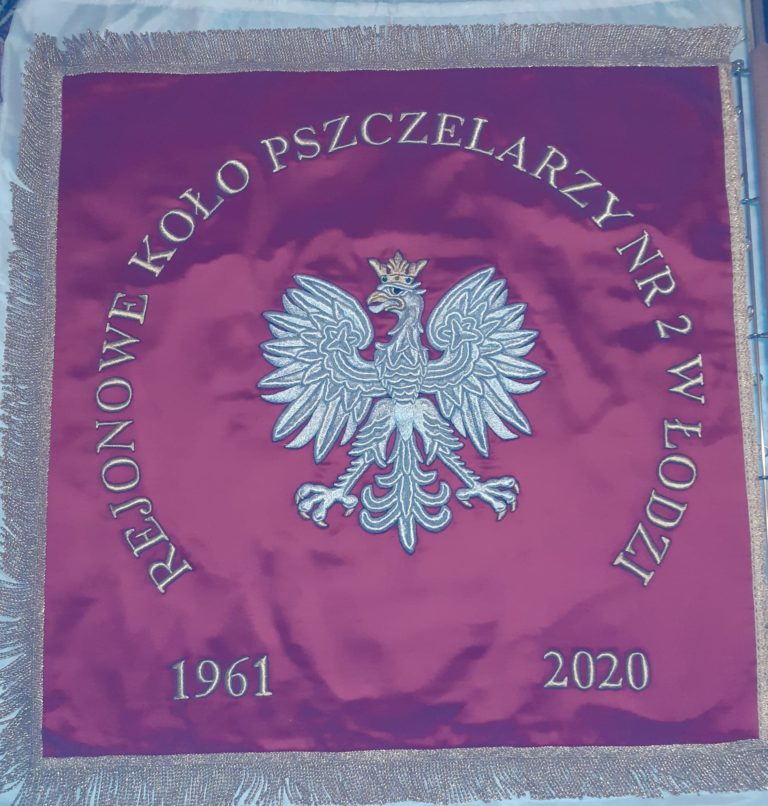 REJONOWE KOŁO PSZCZELARZY NR 2 W ŁODZI
1961 2020